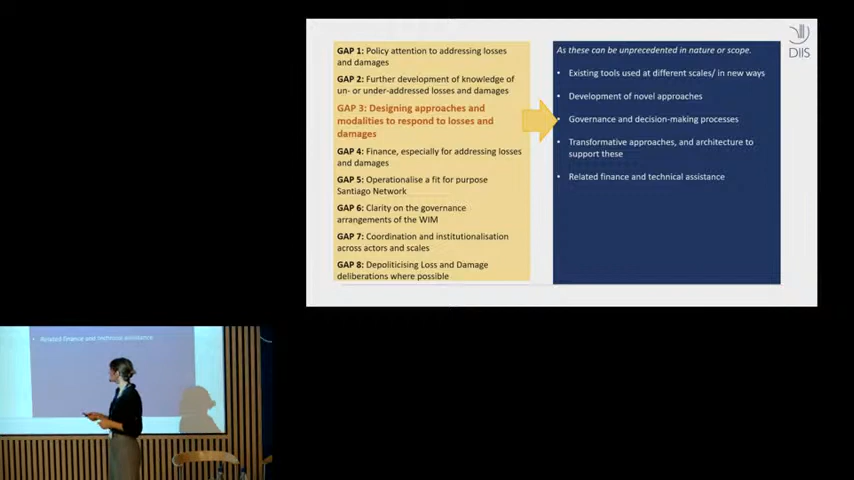 GAP 1: Policy attention to addressing losses
and damages
GAP 2: Further development of knowledge of
un- or under-addressed losses and damages
GAP 3: Designing approaches and
modalities to respond to losses and
damages
GAP 4: Finance, especially for addressing losses
and damages
GAP 5: Operationalise a fit for purpose
Santiago Network
GAP 6: Clarity on the governance
arrangements of the WIM
GAP 7: Coordination and institutionalisation
across actors and scales
GAP 8: Depoliticising Loss and Damage
deliberations where possible
As these can be unprecedented in nature or scope.
• Existing tools used at different scales/ in new ways
• Development of novel approaches
• Governance and decision-making processes
• Transformative approaches, and architecture to
support these
• Related finance and technical assistance
DIIS
• Related finance and technical assistance